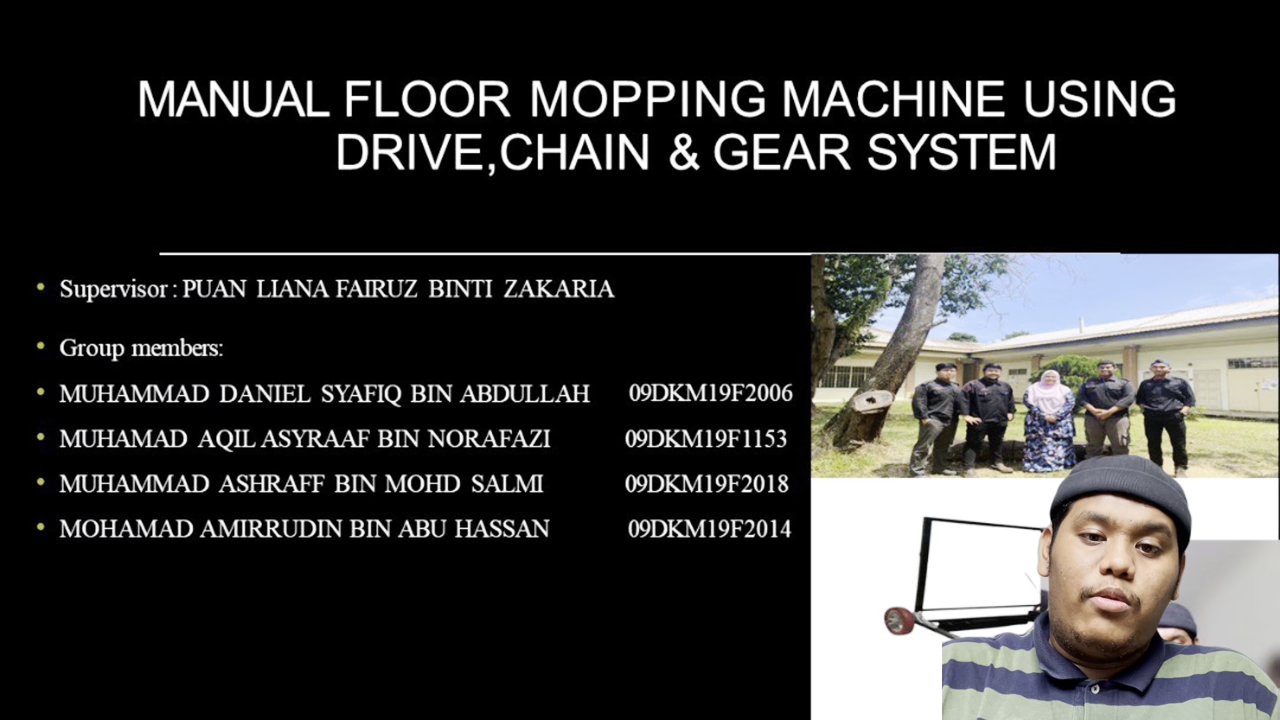 MANUAL FLOOR MOPPING MACHINE USING
DRIVE,CHAIN & GEAR SYSTEM
• Supervisor : PUAN LIANA FAIRUZ BINTI ZAKARIA
• Group members:
• MUHAMMAD DANIEL SYAFIQ BIN ABDULLAH 09DKM19F2006
• MUHAMAD AQIL ASYRAAF BIN NORAFAZI 09DKM19F1153
• MUHAMMAD ASHRAFF BIN MOHD SALMI 09DKM19F2018
• MOHAMAD AMIRRUDIN BIN ABU HASSAN 09DKM19F2014